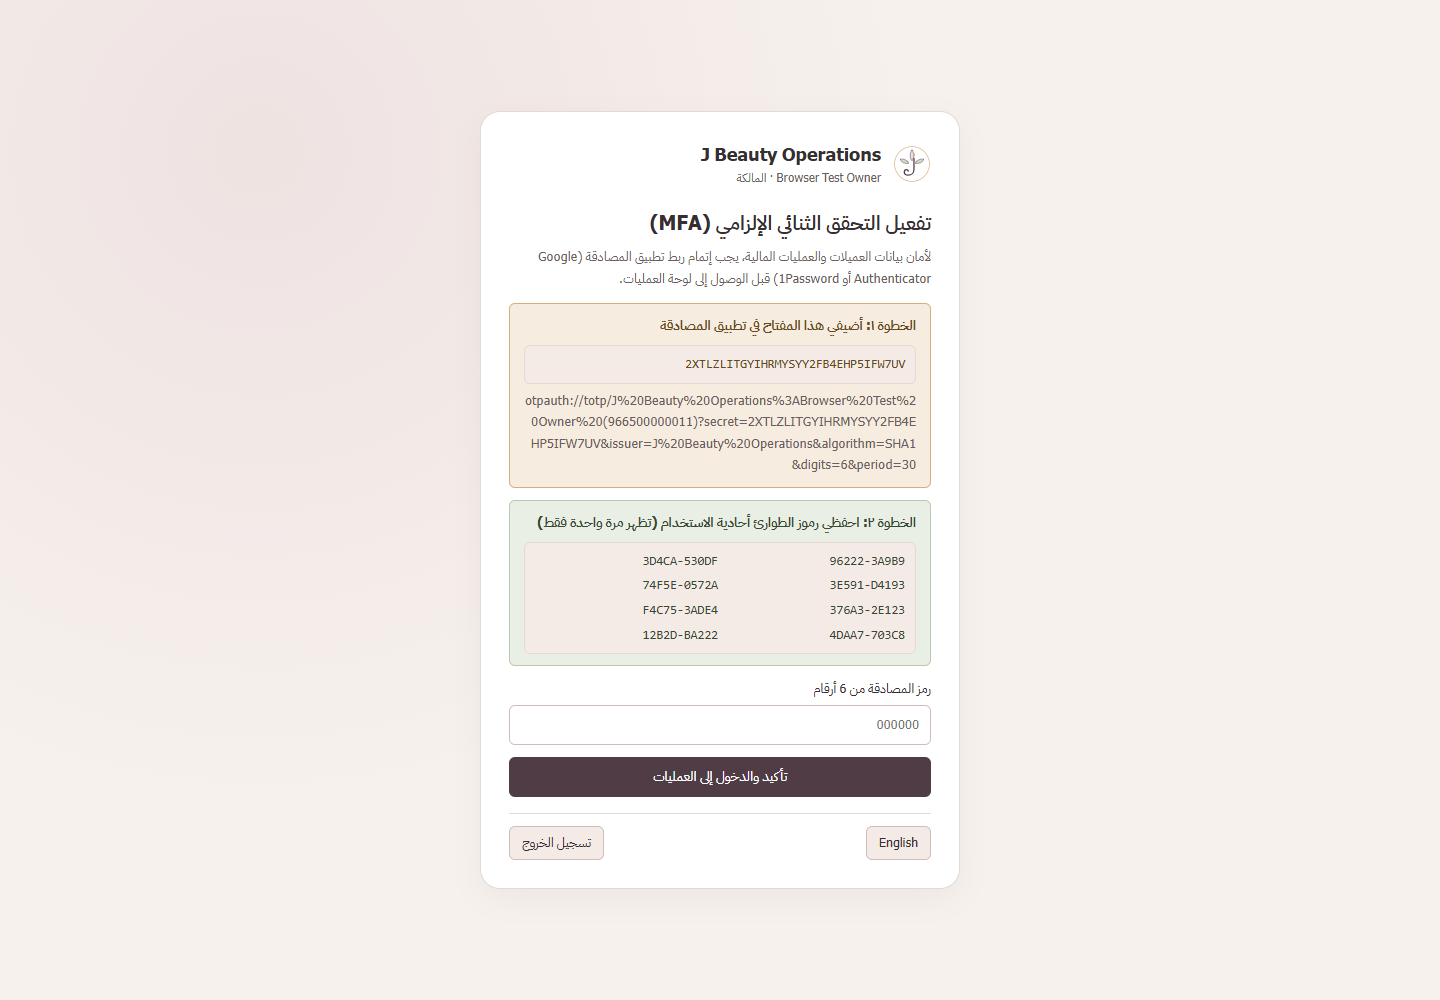 J Beauty Operations
Browser Test Owner · المالكة
تفعيل التحقق الثنائي الإلزامي (MFA)
لأمان بيانات العميلات والعمليات المالية، يجب إتمام ربط تطبيق المصادقة (Google
Authenticator أو 1Password) قبل الوصول إلى لوحة العمليات.
الخطوة ١: أضيفي هذا المفتاح في تطبيق المصادقة
2XTLZLITGYIHRMYSYY2FB4EHP5IFW7UV
otpauth://totp/J%20Beauty%20Operations%3ABrowser%20Test%2
0Owner%20(966500000011)?secret=2XTLZLITGYIHRMYSYY2FB4E
HP5IFW7UV&issuer=J%20Beauty%20Operations&algorithm=SHA1
&digits=6&period=30
الخطوة ٢: احفظي رموز الطوارئ أحادية الاستخدام (تظهر مرة واحدة فقط)
96222-3A9B9 3D4CA-530DF
3E591-D4193 74F5E-0572A
376A3-2E123 F4C75-3ADE4
4DAA7-703C8 12B2D-BA222
رمز المصادقة من 6 أرقام
000000
تأكيد والدخول إلى العمليات
English
تسجيل الخروج